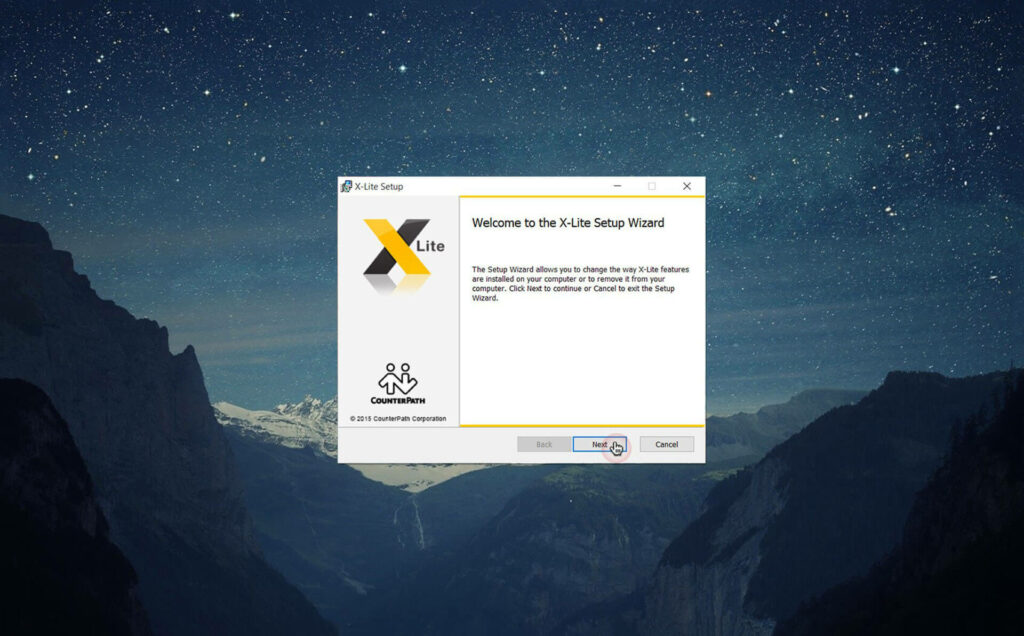 X-Lite Setup
X Lite
Welcome to the X-Lite Setup Wizard
The Setup Wizard allows you to change the way X-Lite features
are installed on your computer or to remove it from your
computer. Click Next to continue or Cancel to exit the Setup
Wizard.
COUNTERPATH
© 2015 CounterPath Corporation
Back
Next
Cancel